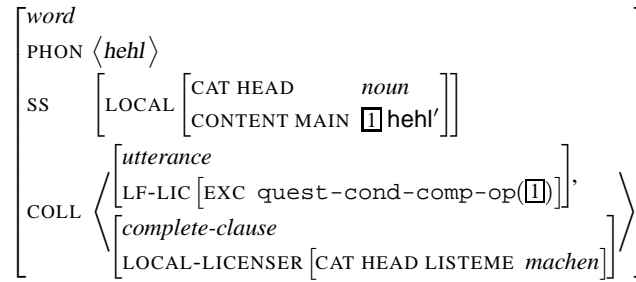 word
PHON ⟨hehl⟩
SS [LOCAL [CAT HEAD noun
CONTENT MAIN 1 hehl′]]
COLL ⟨[utterance
LF-LIC [EXC quest-cond-comp-op(1)]],
[complete-clause
LOCAL-LICENSER [CAT HEAD LISTEME machen]]⟩